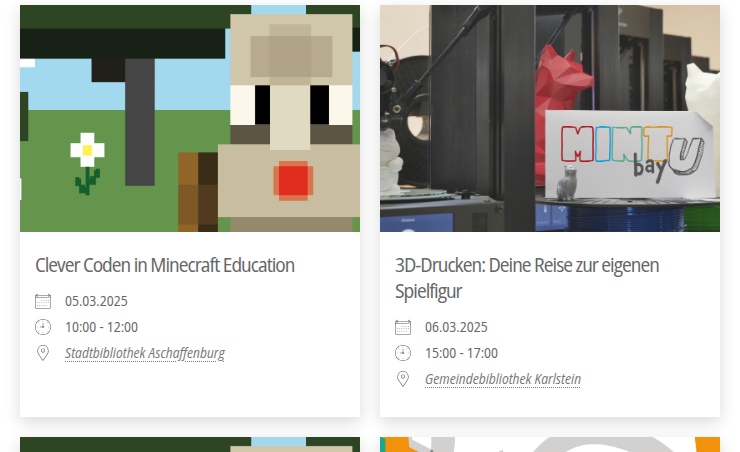 MINT
bayU
Clever Coden in Minecraft Education
05.03.2025
10:00 - 12:00
Stadtbibliothek Aschaffenburg
3D-Drucken: Deine Reise zur eigenen
Spielfigur
06.03.2025
15:00 - 17:00
Gemeindebibliothek Karlstein